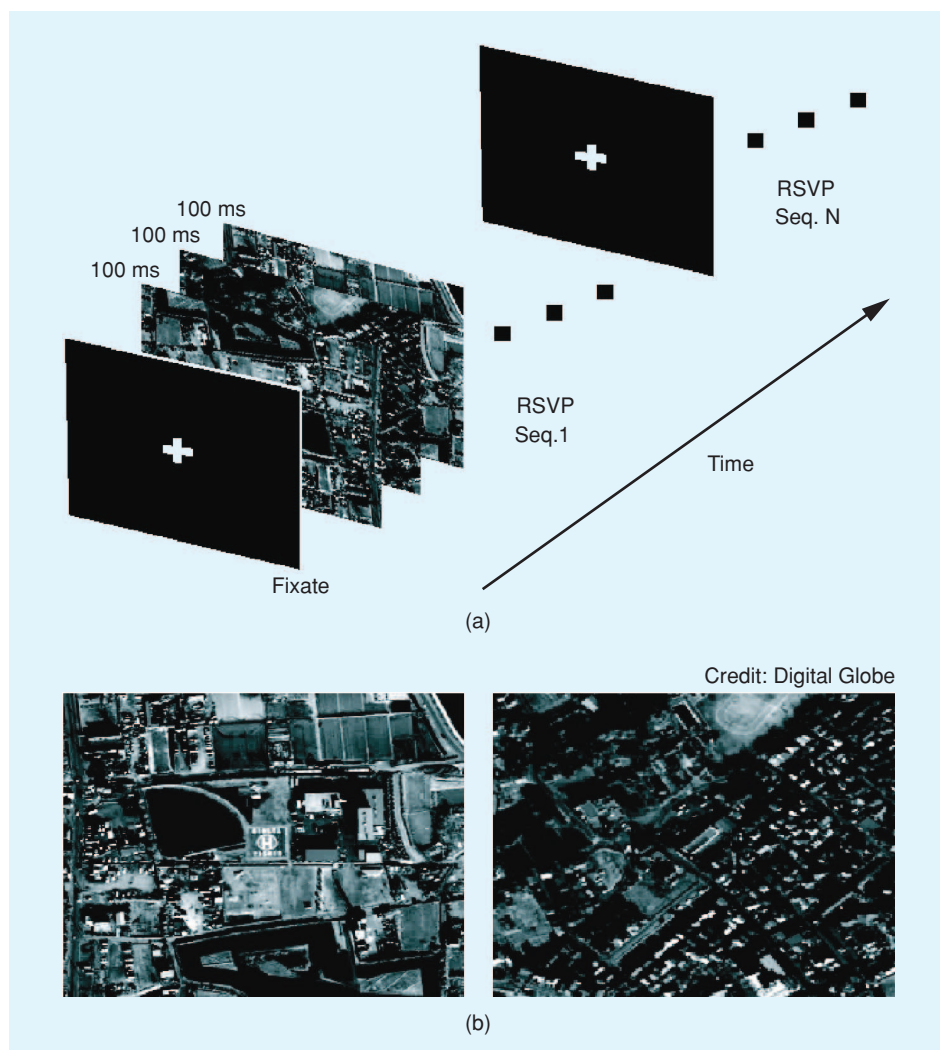 100 ms
100 ms
100 ms
RSVP
Seq. N
RSVP
Seq.1
Time
Fixate
(a)
Credit: Digital Globe
H
(b)